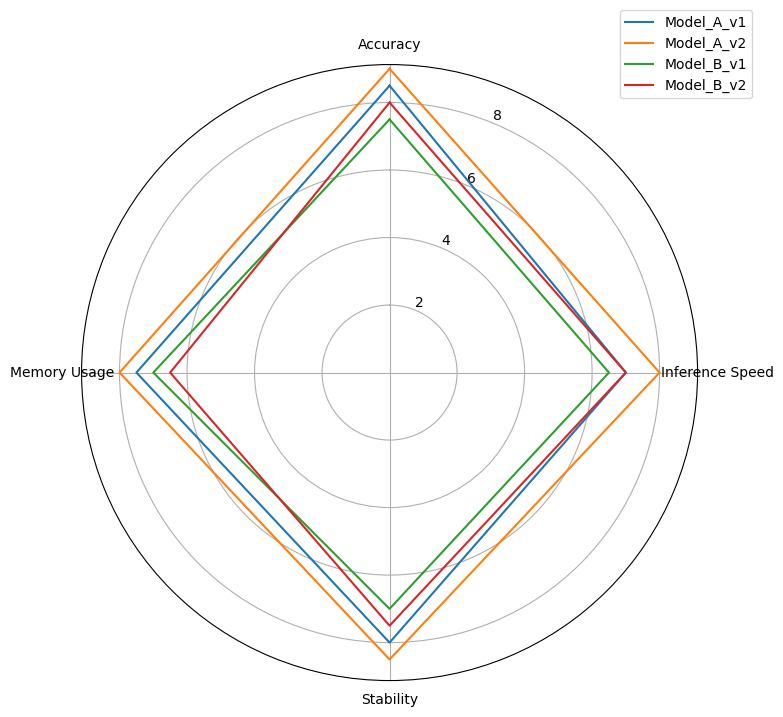 Model_A_v1
Model_A_v2
Model_B_v1
Model_B_v2
Accuracy
8
6
4
2
Memory Usage
Inference Speed
Stability